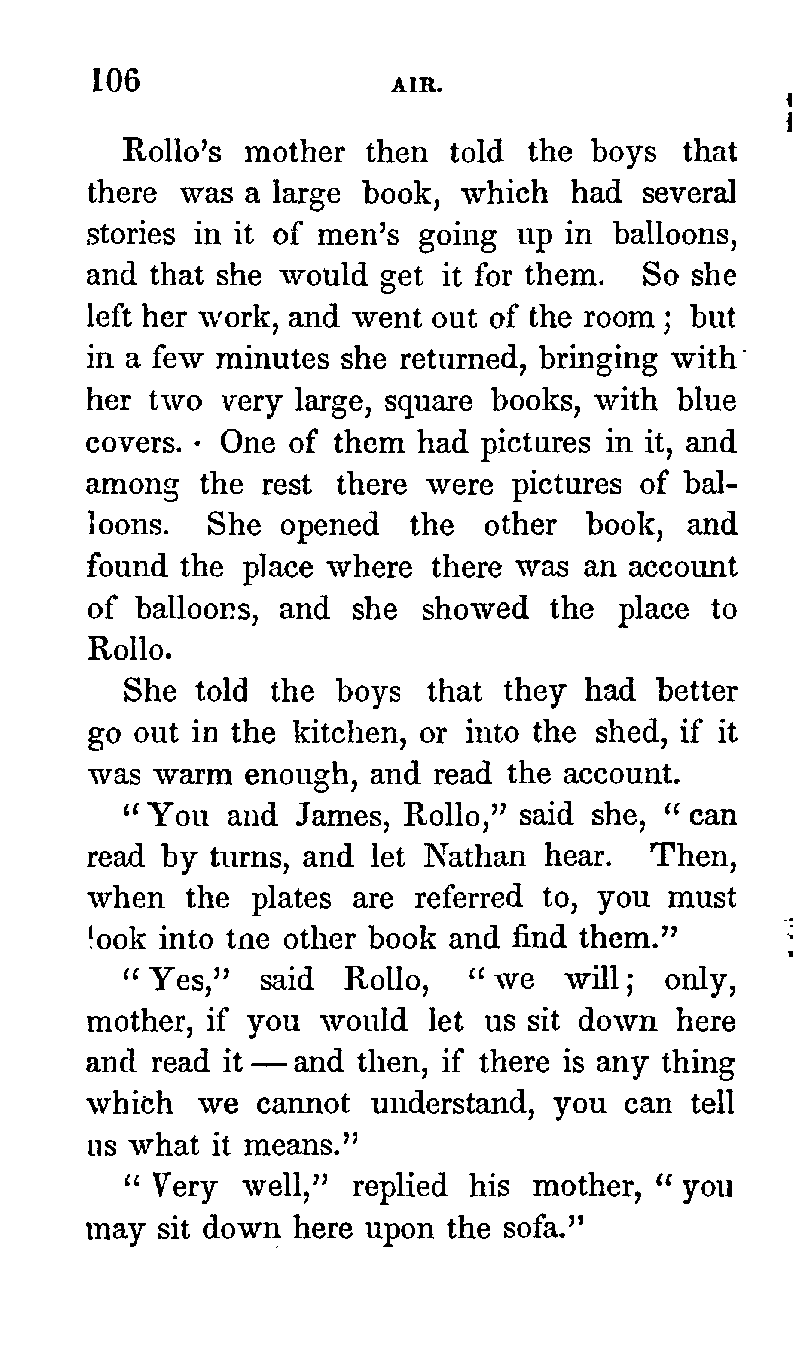 106 AIR.
Rollo's mother then told the boys that
there was a large book, which had several
stories in it of men's going up in balloons,
and that she would get it for them. So she
left her work, and went out of the room; but
in a few minutes she returned, bringing with
her two very large, square books, with blue
covers. One of them had pictures in it, and
among the rest there were pictures of bal-
loons. She opened the other book, and
found the place where there was an account
of balloons, and she showed the place to
Rollo.
She told the boys that they had better
go out in the kitchen, or into the shed, if it
was warm enough, and read the account.
"You and James, Rollo," said she, "can
read by turns, and let Nathan hear. Then,
when the plates are referred to, you must
look into the other book and find them."
"Yes," said Rollo, "we will; only,
mother, if you would let us sit down here
and read it — and then, if there is any thing
which we cannot understand, you can tell
us what it means."
"Very well," replied his mother, "you
may sit down here upon the sofa."